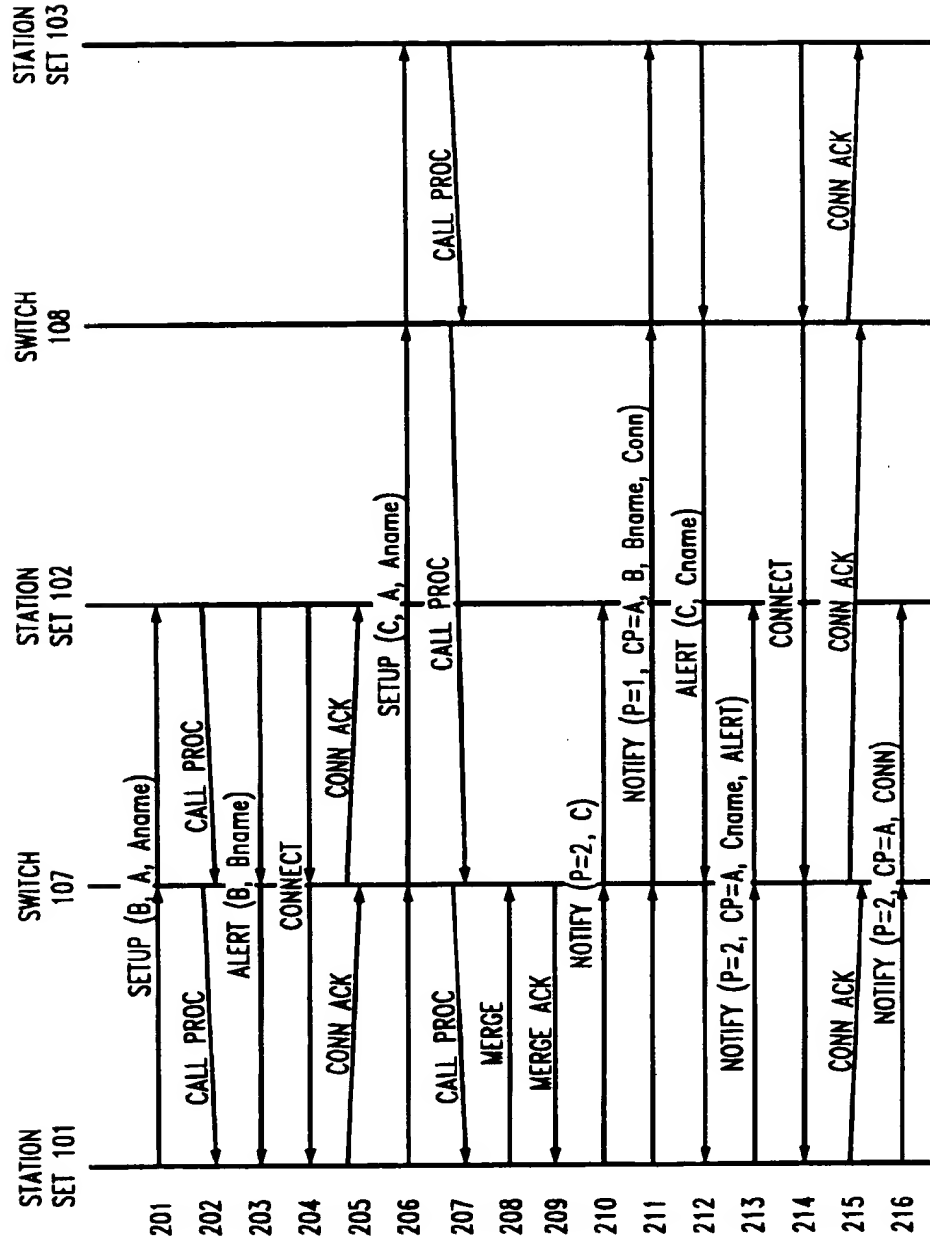 STATION
SET 101
SWITCH
107
STATION
SET 102
SWITCH
108
STATION
SET 103
201
SETUP (B, A, Aname)
202
CALL PROC
CALL PROC
203
ALERT (B, Bname)
204
CONNECT
205
CONN ACK
CONN ACK
206
SETUP (C, A, Aname)
207
CALL PROC
CALL PROC
CALL PROC
208
MERGE
209
MERGE ACK
210
NOTIFY (P=2, C)
211
NOTIFY (P=1, CP=A, B, Bname, Conn)
212
ALERT (C, Cname)
213
NOTIFY (P=2, CP=A, Cname, ALERT)
214
CONNECT
215
CONN ACK
CONN ACK
CONN ACK
216
NOTIFY (P=2, CP=A, CONN)